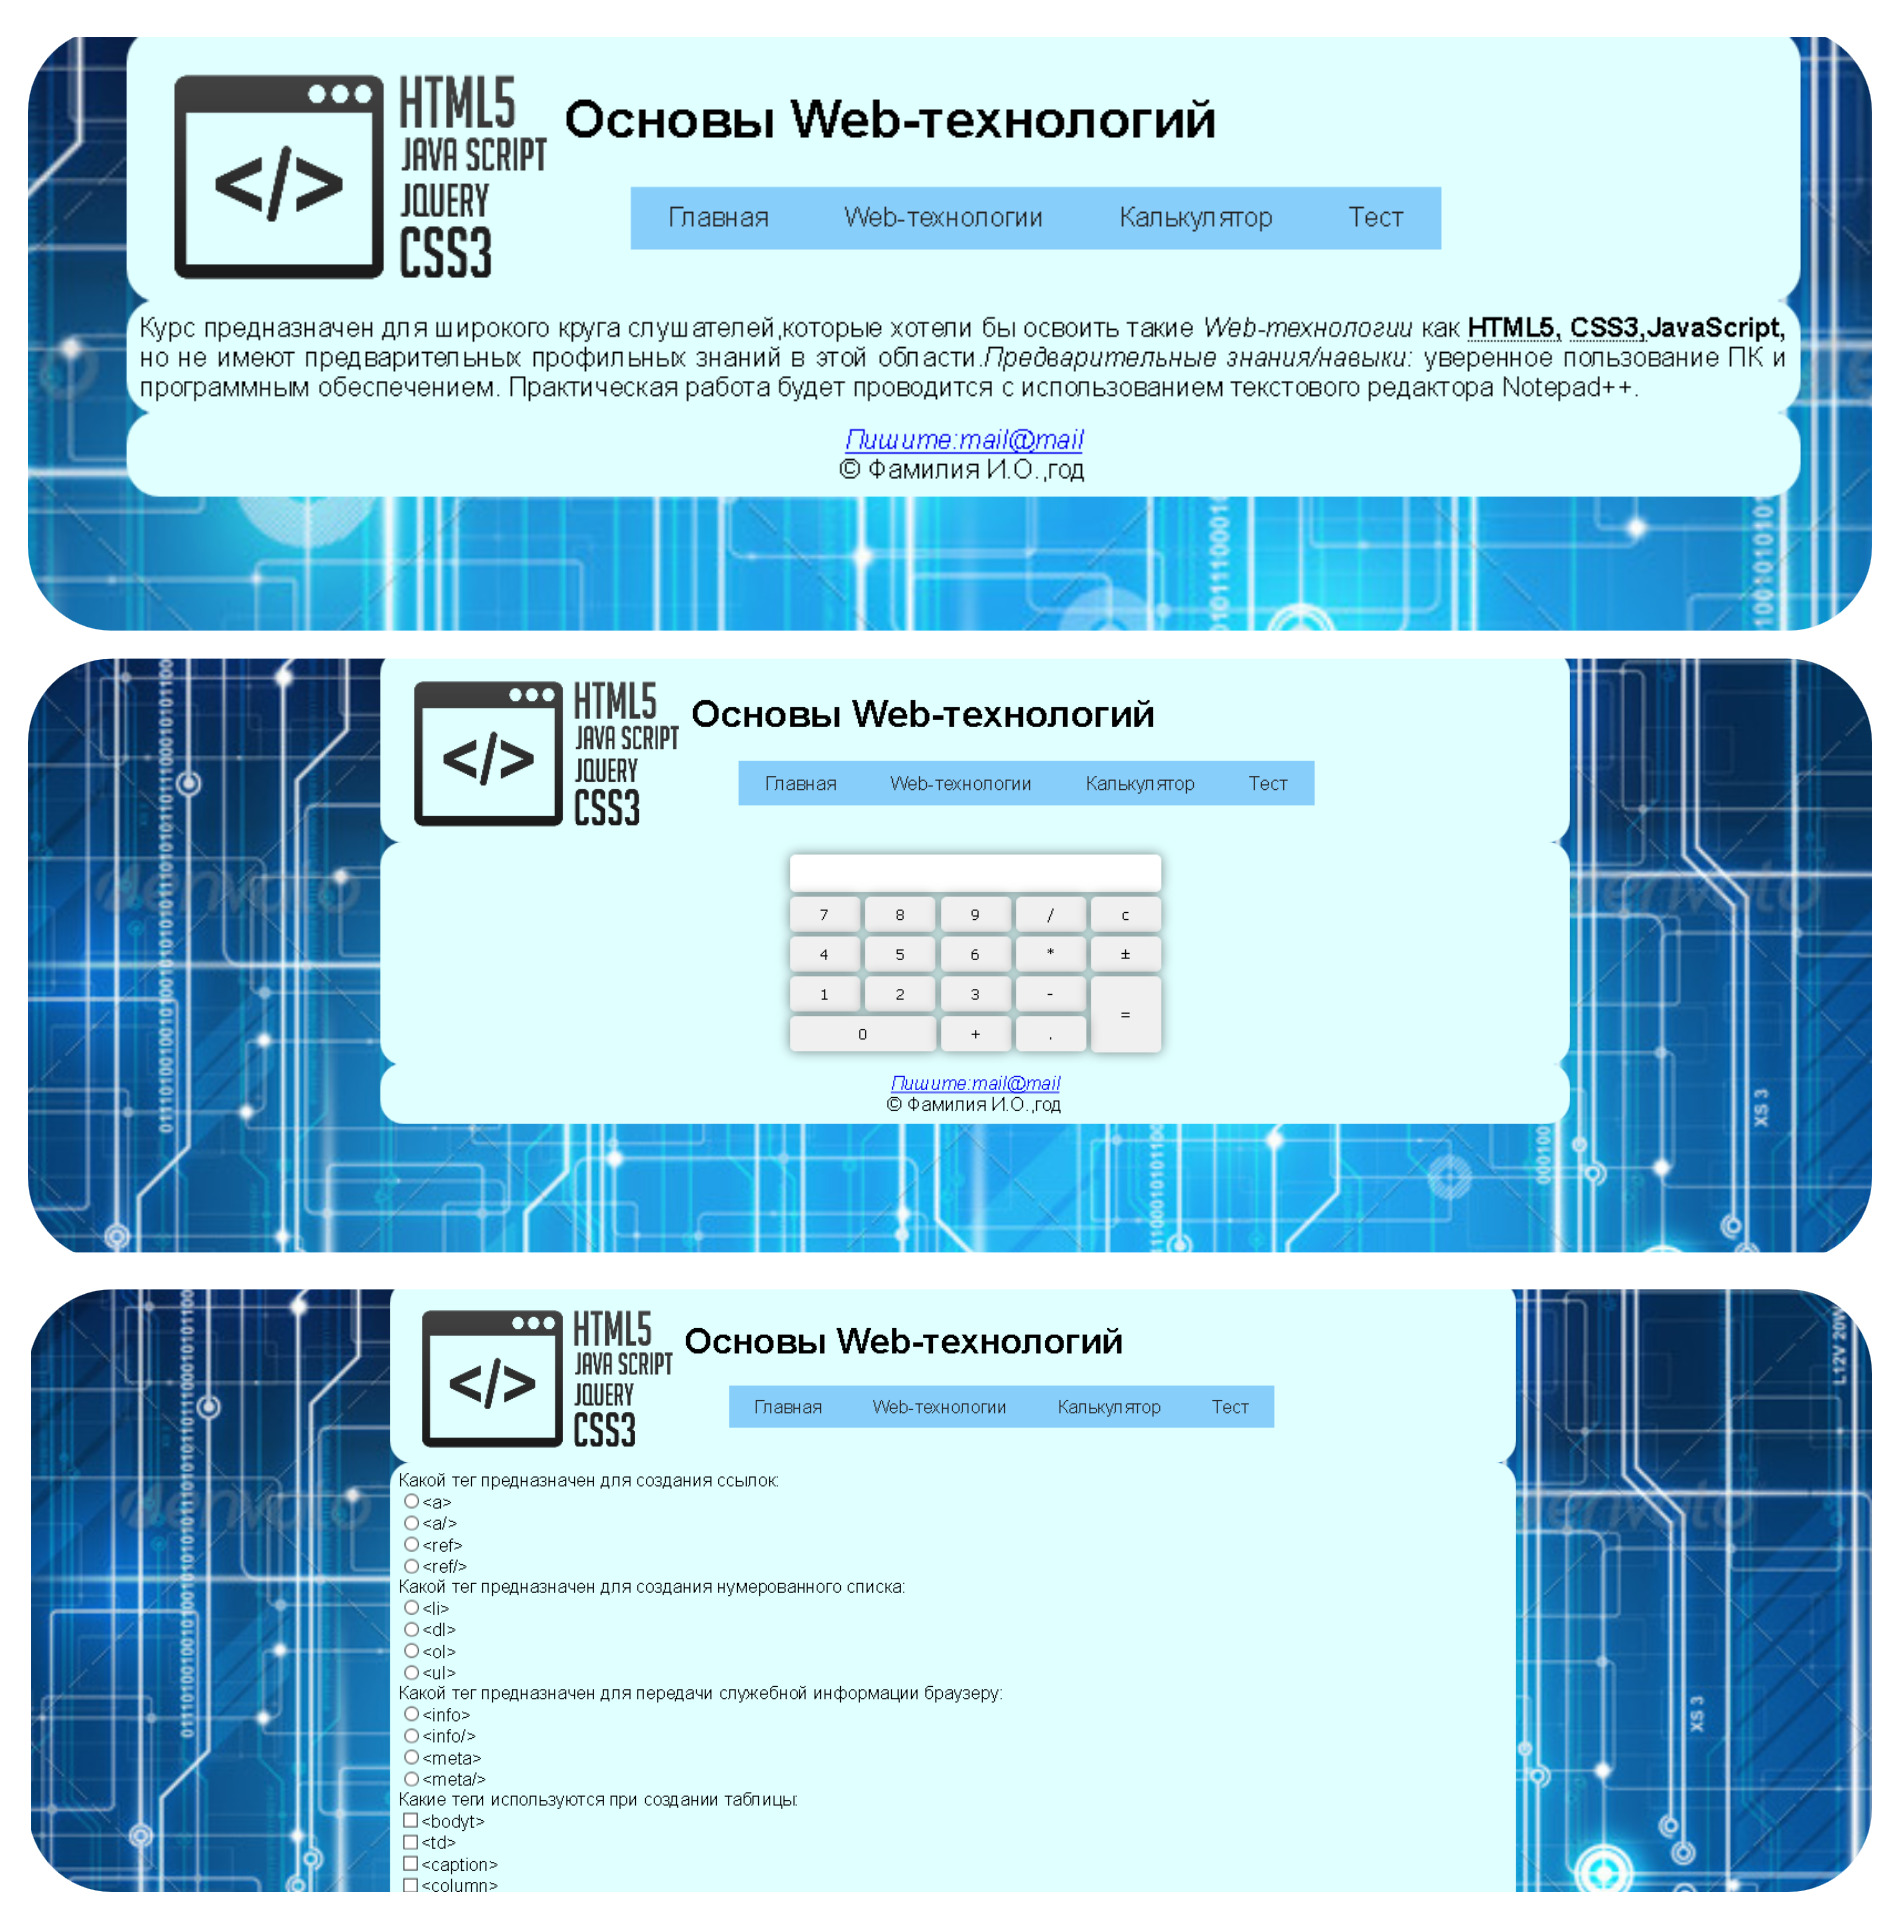 HTML5
JAVA SCRIPT
JQUERY
CSS3
</>
Основы Web-технологий
Главная Web-технологии Калькулятор Тест
Курс предназначен для широкого круга слушателей,которые хотели бы освоить такие Web-технологии как HTML5, CSS3,JavaScript,
но не имеют предварительных профильных знаний в этой области.Предварительные знания/навыки: уверенное пользование ПК и
программным обеспечением. Практическая работа будет проводится с использованием текстового редактора Notepad++.
Пишите:mail@mail
© Фамилия И.О.,год
HTML5
JAVA SCRIPT
JQUERY
CSS3
</>
Основы Web-технологий
Главная Web-технологии Калькулятор Тест
7 8 9 / c
4 5 6 * ±
1 2 3 - =
0 + .
Пишите:mail@mail
© Фамилия И.О.,год
XS 3
HTML5
JAVA SCRIPT
JQUERY
CSS3
</>
Основы Web-технологий
Главная Web-технологии Калькулятор Тест
Какой тег предназначен для создания ссылок:
<a>
<a/>
<ref>
<ref/>
Какой тег предназначен для создания нумерованного списка:
<li>
<dl>
<ol>
<ul>
Какой тег предназначен для передачи служебной информации браузеру:
<info>
<info/>
<meta>
<meta/>
Какие теги используются при создании таблицы:
<bodyt>
<td>
<caption>
<column>
L12V 20W
XS 3